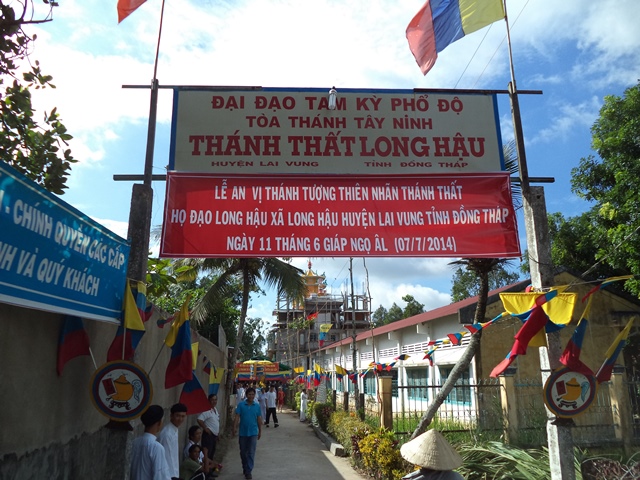 ĐẠI ĐẠO TAM KỲ PHỔ ĐỘ
TÒA THÁNH TÂY NINH
THÁNH THẤT LONG HẬU
HUYỆN LAI VUNG TỈNH ĐỒNG THÁP
LỄ AN VỊ THÁNH TƯỢNG THIÊN NHÃN THÁNH THẤT
HỌ ĐẠO LONG HẬU XÃ LONG HẬU HUYỆN LAI VUNG TỈNH ĐỒNG THÁP
NGÀY 11 THÁNG 6 GIÁP NGỌ ÂL (07/7/2014)
- CHÍNH QUYỀN CÁC CẤP
VÀ QUÝ KHÁCH